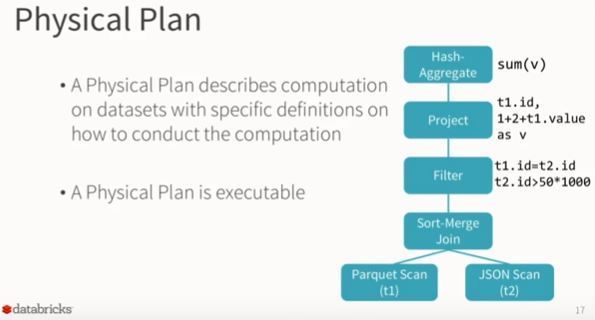 Physical Plan
• A Physical Plan describes computation
on datasets with specific definitions on
how to conduct the computation
• A Physical Plan is executable
Hash-
Aggregate
sum(v)
Project
t1.id,
1+2+t1.value
as v
Filter
t1.id=t2.id
t2.id>50*1000
Sort-Merge
Join
Parquet Scan
(t1)
JSON Scan
(t2)
databricks
17